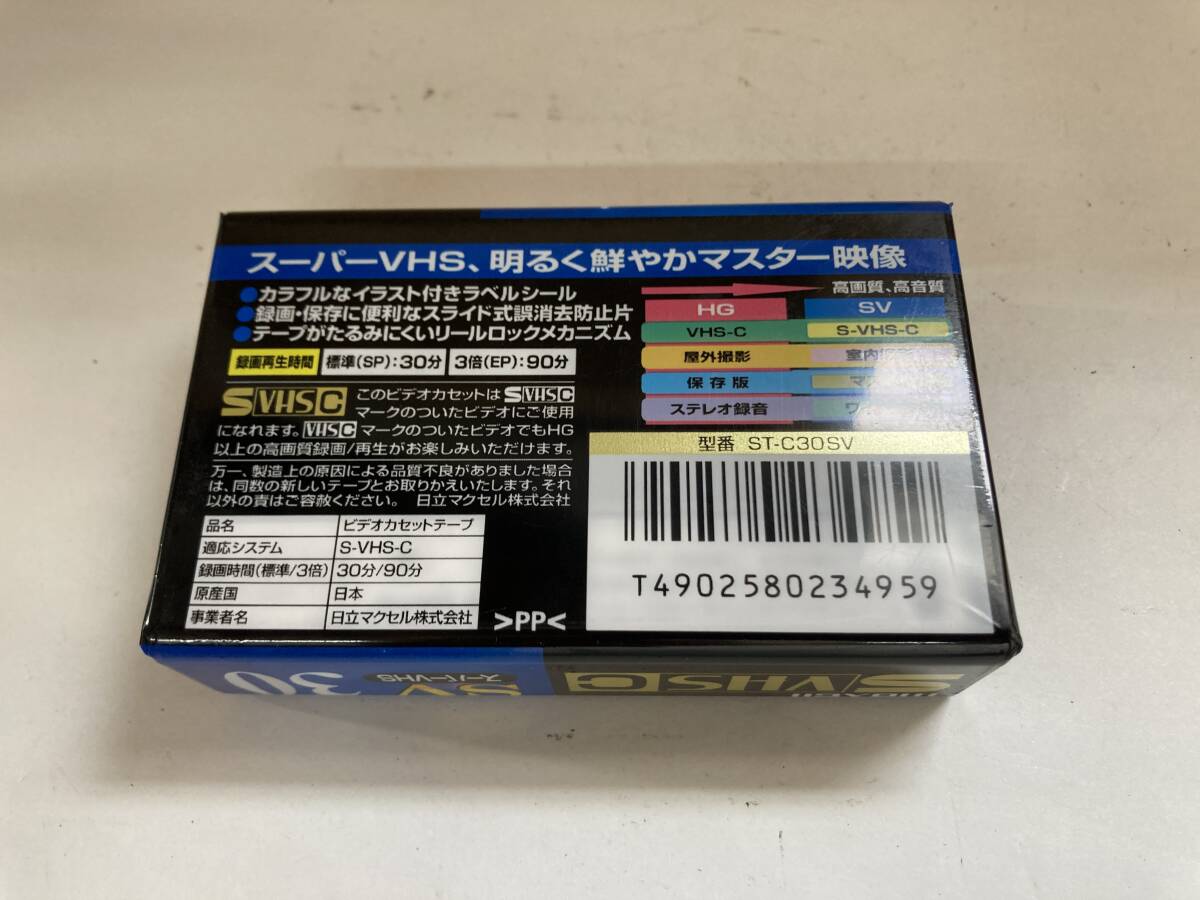 スーパーVHS、明るく鮮やかマスター映像
●カラフルなイラスト付きラベルシール
●録画・保存に便利なスライド式誤消去防止片
●テープがたるみにくいリールロックメカニズム
録画再生時間 標準(SP):30分 3倍(EP):90分
高画質、高音質
HG SV
VHS-C S-VHS-C
屋外撮影
保存版
ステレオ録音
S VHS C このビデオカセットは S VHS C
マークのついたビデオにご使用
になれます。VHS C マークのついたビデオでもHG
以上の高画質録画/再生がお楽しみいただけます。
万一、製造上の原因による品質不良がありました場合
は、同数の新しいテープとお取りかえいたします。それ
以外の責はご容赦ください。 日立マクセル株式会社
品名 ビデオカセットテープ
適応システム S-VHS-C
録画時間(標準/3倍) 30分/90分
原産国 日本
事業者名 日立マクセル株式会社
>PP<
型番 ST-C30SV
T4902580234959
maxell S VHS C
SV スーパーVHS 30